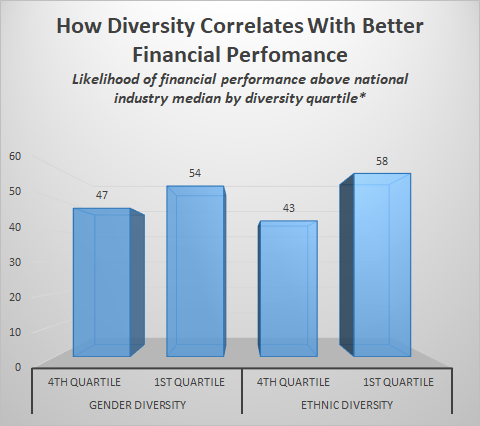 How Diversity Correlates With Better
Financial Perfomance
Likelihood of financial performance above national
industry median by diversity quartile*
60
50
40
30
20
10
0
47
54
43
58
4TH QUARTILE
1ST QUARTILE
4TH QUARTILE
1ST QUARTILE
GENDER DIVERSITY
ETHNIC DIVERSITY